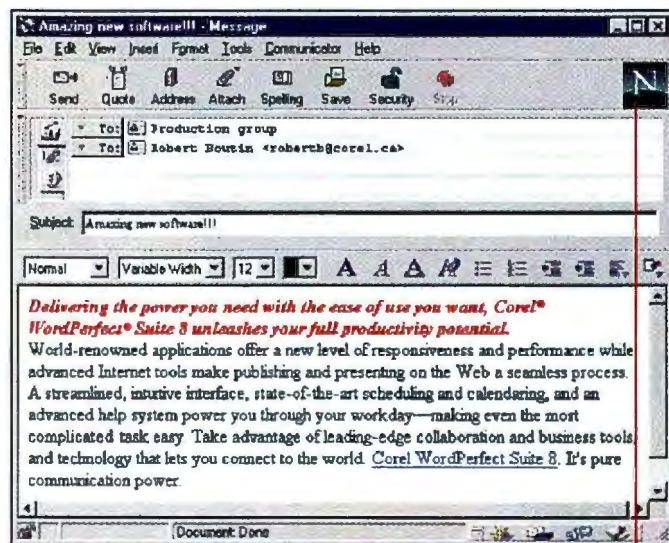 Amazing new software!!! - Message
File Edit View Insert Format Tools Communicator Help
Send Quote Address Attach Spelling Save Security Stop
N
To: Production group
To: Robert Boutin <robertb@corel.ca>
Subject: Amazing new software!!!
Normal Variable Width 12 A A A
Delivering the power you need with the ease of use you want, Corel®
WordPerfect® Suite 8 unleashes your full productivity potential.
World-renowned applications offer a new level of responsiveness and performance while
advanced Internet tools make publishing and presenting on the Web a seamless process.
A streamlined, intuitive interface, state-of-the-art scheduling and calendaring, and an
advanced help system power you through your workday—making even the most
complicated task easy. Take advantage of leading-edge collaboration and business tools,
and technology that lets you connect to the world. Corel WordPerfect Suite 8. It's pure
communication power.
Document: Done